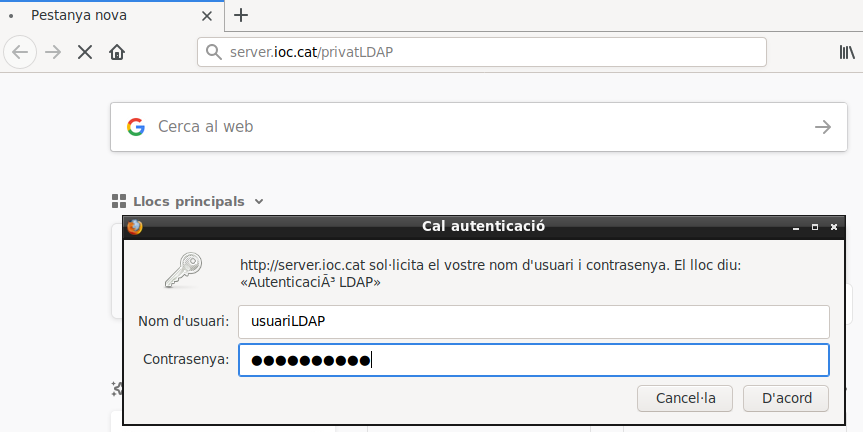 Pestanya nova
server.ioc.cat/privatLDAP
Cerca al web
Llocs principals
Cal autenticació
http://server.ioc.cat sol·licita el vostre nom d'usuari i contrasenya. El lloc diu:
«AutenticaciÃ³ LDAP»
Nom d'usuari: usuariLDAP
Contrasenya: ●●●●●●●●●●
Cancel·la D'acord